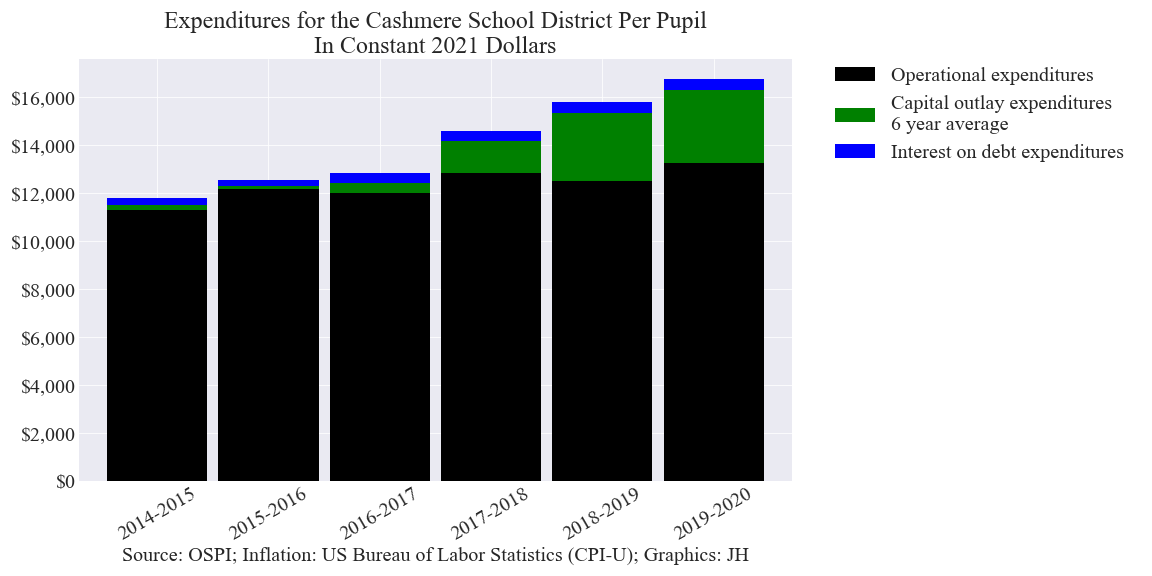 Expenditures for the Cashmere School District Per Pupil
In Constant 2021 Dollars
$16,000
$14,000
$12,000
$10,000
$8,000
$6,000
$4,000
$2,000
$0
2014-2015
2015-2016
2016-2017
2017-2018
2018-2019
2019-2020
Source: OSPI; Inflation: US Bureau of Labor Statistics (CPI-U); Graphics: JH
Operational expenditures
Capital outlay expenditures
6 year average
Interest on debt expenditures